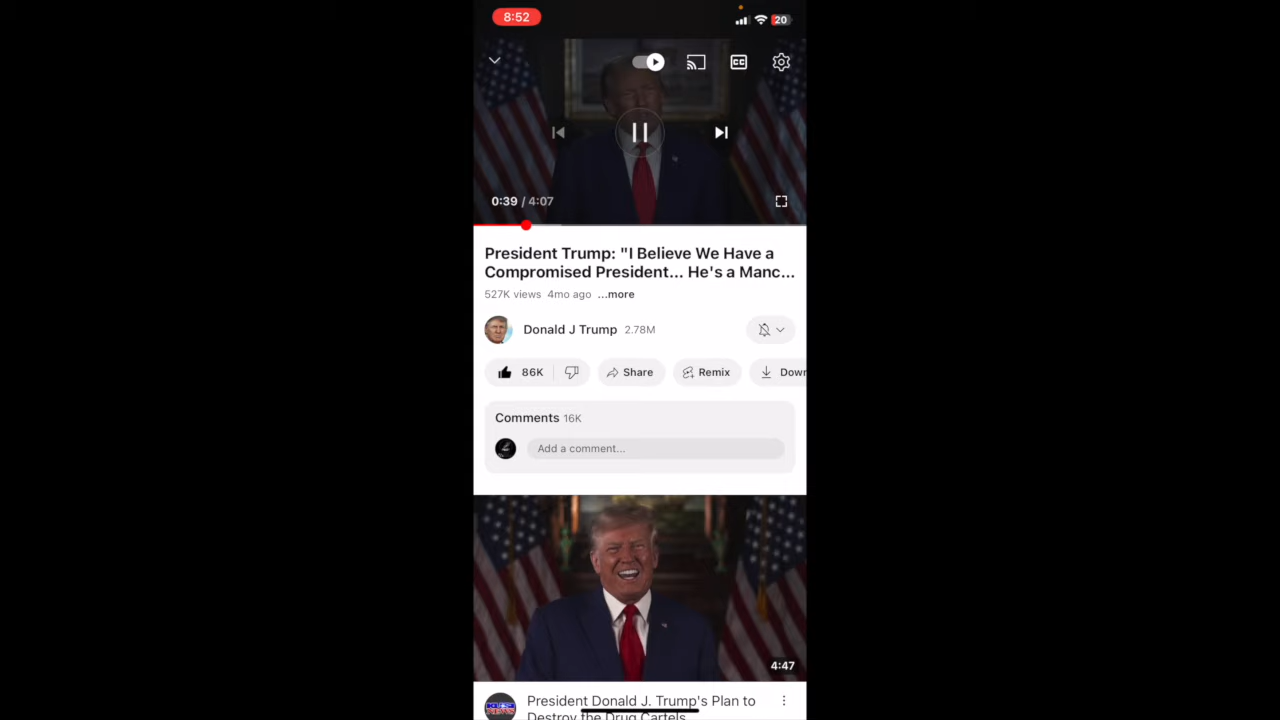 8:52
20
CC
0:39 / 4:07
President Trump: "I Believe We Have a
Compromised President... He's a Manc...
527K views 4mo ago ...more
Donald J Trump 2.78M
86K
Share
Remix
Down
Comments 16K
Add a comment...
4:47
President Donald J. Trump's Plan to
Destroy the Drug Cartels